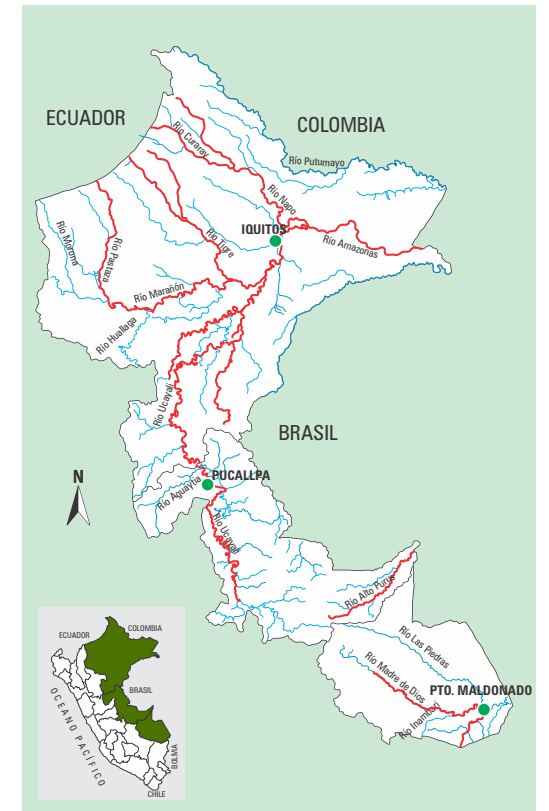 ECUADOR
COLOMBIA
Río Curaray
Río Putumayo
Río Napo
IQUITOS
Río Amazonas
Río Tigre
Río Morona
Río Pastaza
Río Marañón
Río Huallaga
Río Ucayali
BRASIL
N
PUCALLPA
Río Aguaytía
Río Ucayali
Río Alto Purús
Río Las Piedras
Río Madre de Dios
PTO. MALDONADO
Río Inambari
COLOMBIA
ECUADOR
BRASIL
OCEANO PACÍFICO
BOLIVIA
CHILE